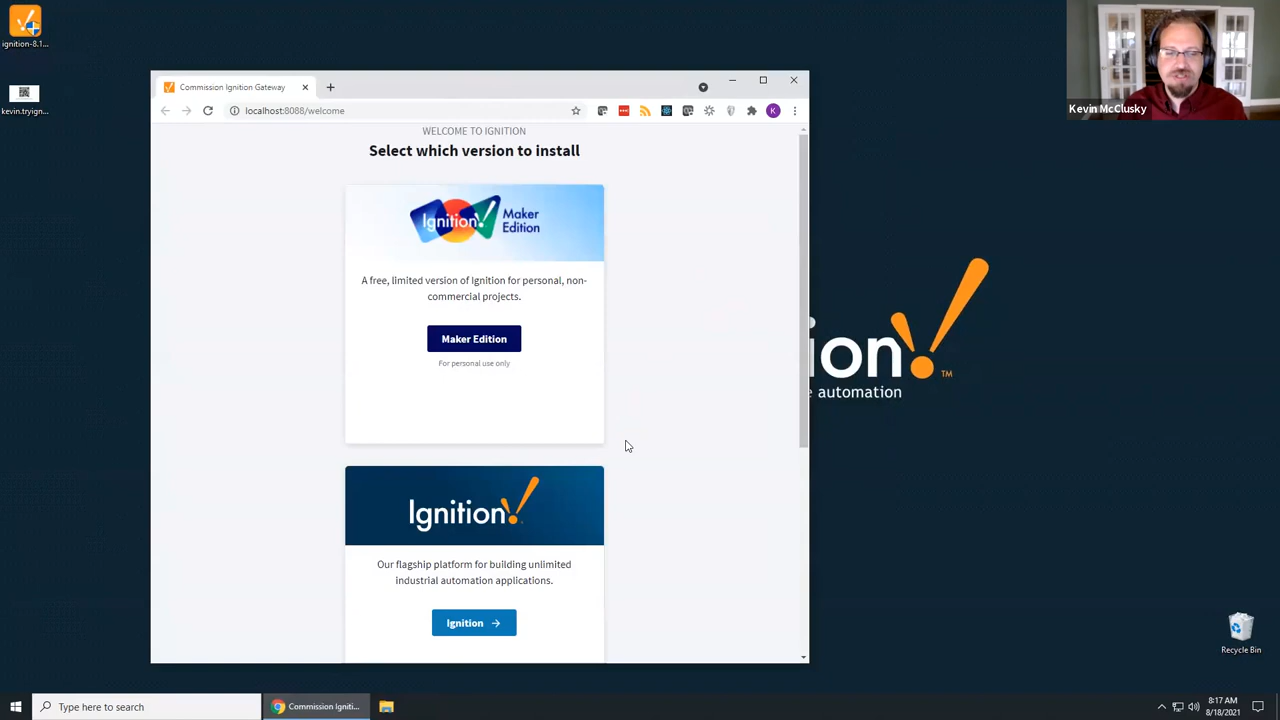 ignition-8.1...
kevin.tryign...
Commission Ignition Gateway
localhost:8088/welcome
K
Kevin McClusky
WELCOME TO IGNITION
Select which version to install
Ignition!
Maker
Edition
A free, limited version of Ignition for personal, non-
commercial projects.
Maker Edition
For personal use only
Ignition!
Our flagship platform for building unlimited
industrial automation applications.
Ignition →
ion!
TM
e automation
Recycle Bin
Type here to search
Commission Igniti...
8:17 AM
8/18/2021